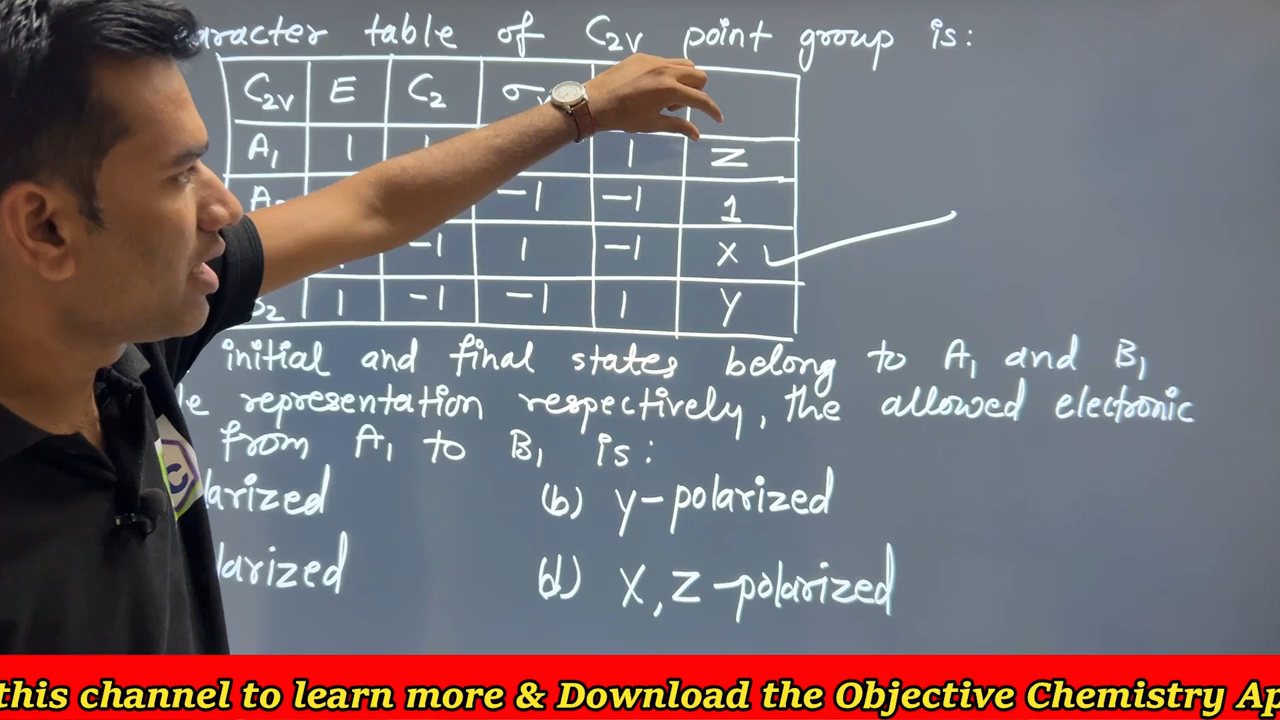 aracter table of C2v point group is:
C2v E C2 σv
A1 1 1 Z
-1 -1 1
-1 1 -1 X
2 1 -1 -1 1 Y
initial and final states belong to A1 and B1
le representation respectively, the allowed electronic
from A1 to B1 is:
larized (b) Y-polarized
larized (d) X, Z-polarized
C
this channel to learn more & Download the Objective Chemistry Ap